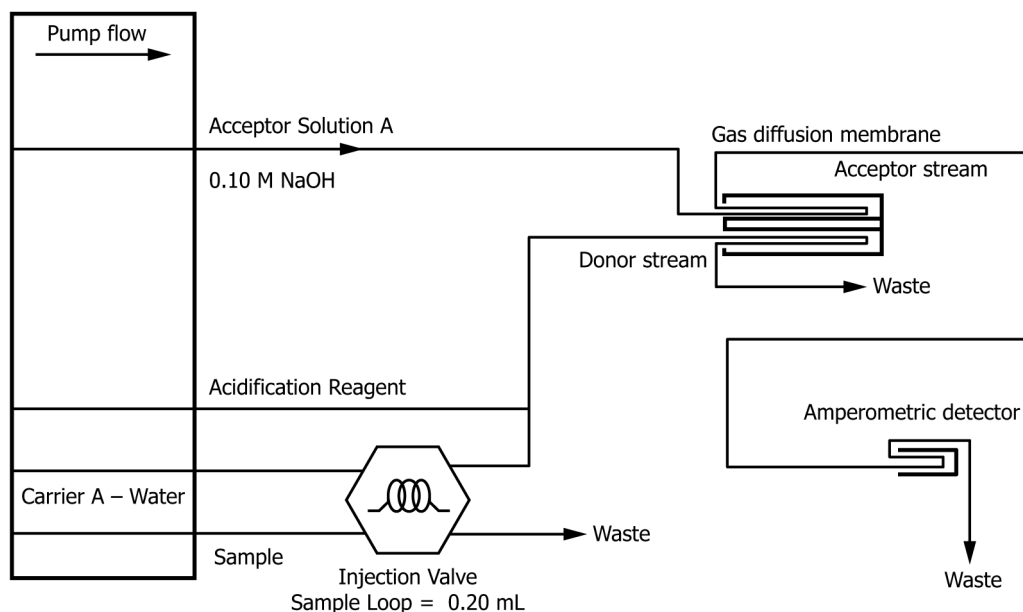 Pump flow
Acceptor Solution A
0.10 M NaOH
Gas diffusion membrane
Acceptor stream
Donor stream
Waste
Acidification Reagent
Amperometric detector
Carrier A – Water
Waste
Sample
Injection Valve
Sample Loop = 0.20 mL
Waste